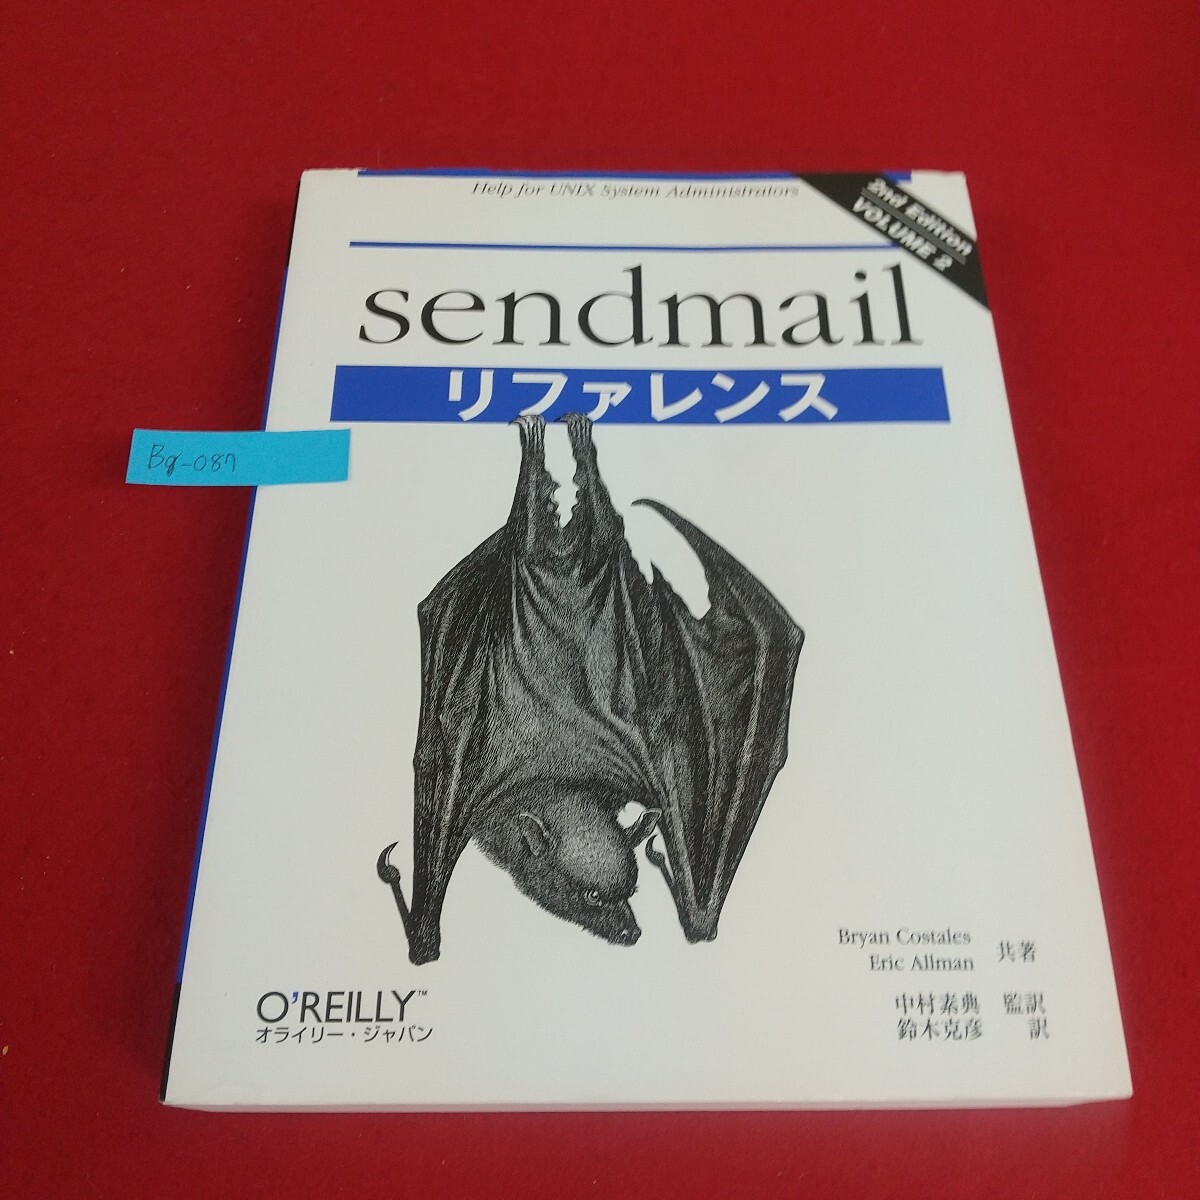 Help for UNIX System Administrators
2nd Edition
VOLUME 2
sendmail
リファレンス
Bg-087
Bryan Costales
Eric Allman
共著
中村素典 監訳
鈴木克彦 訳
O'REILLY™
オライリー・ジャパン